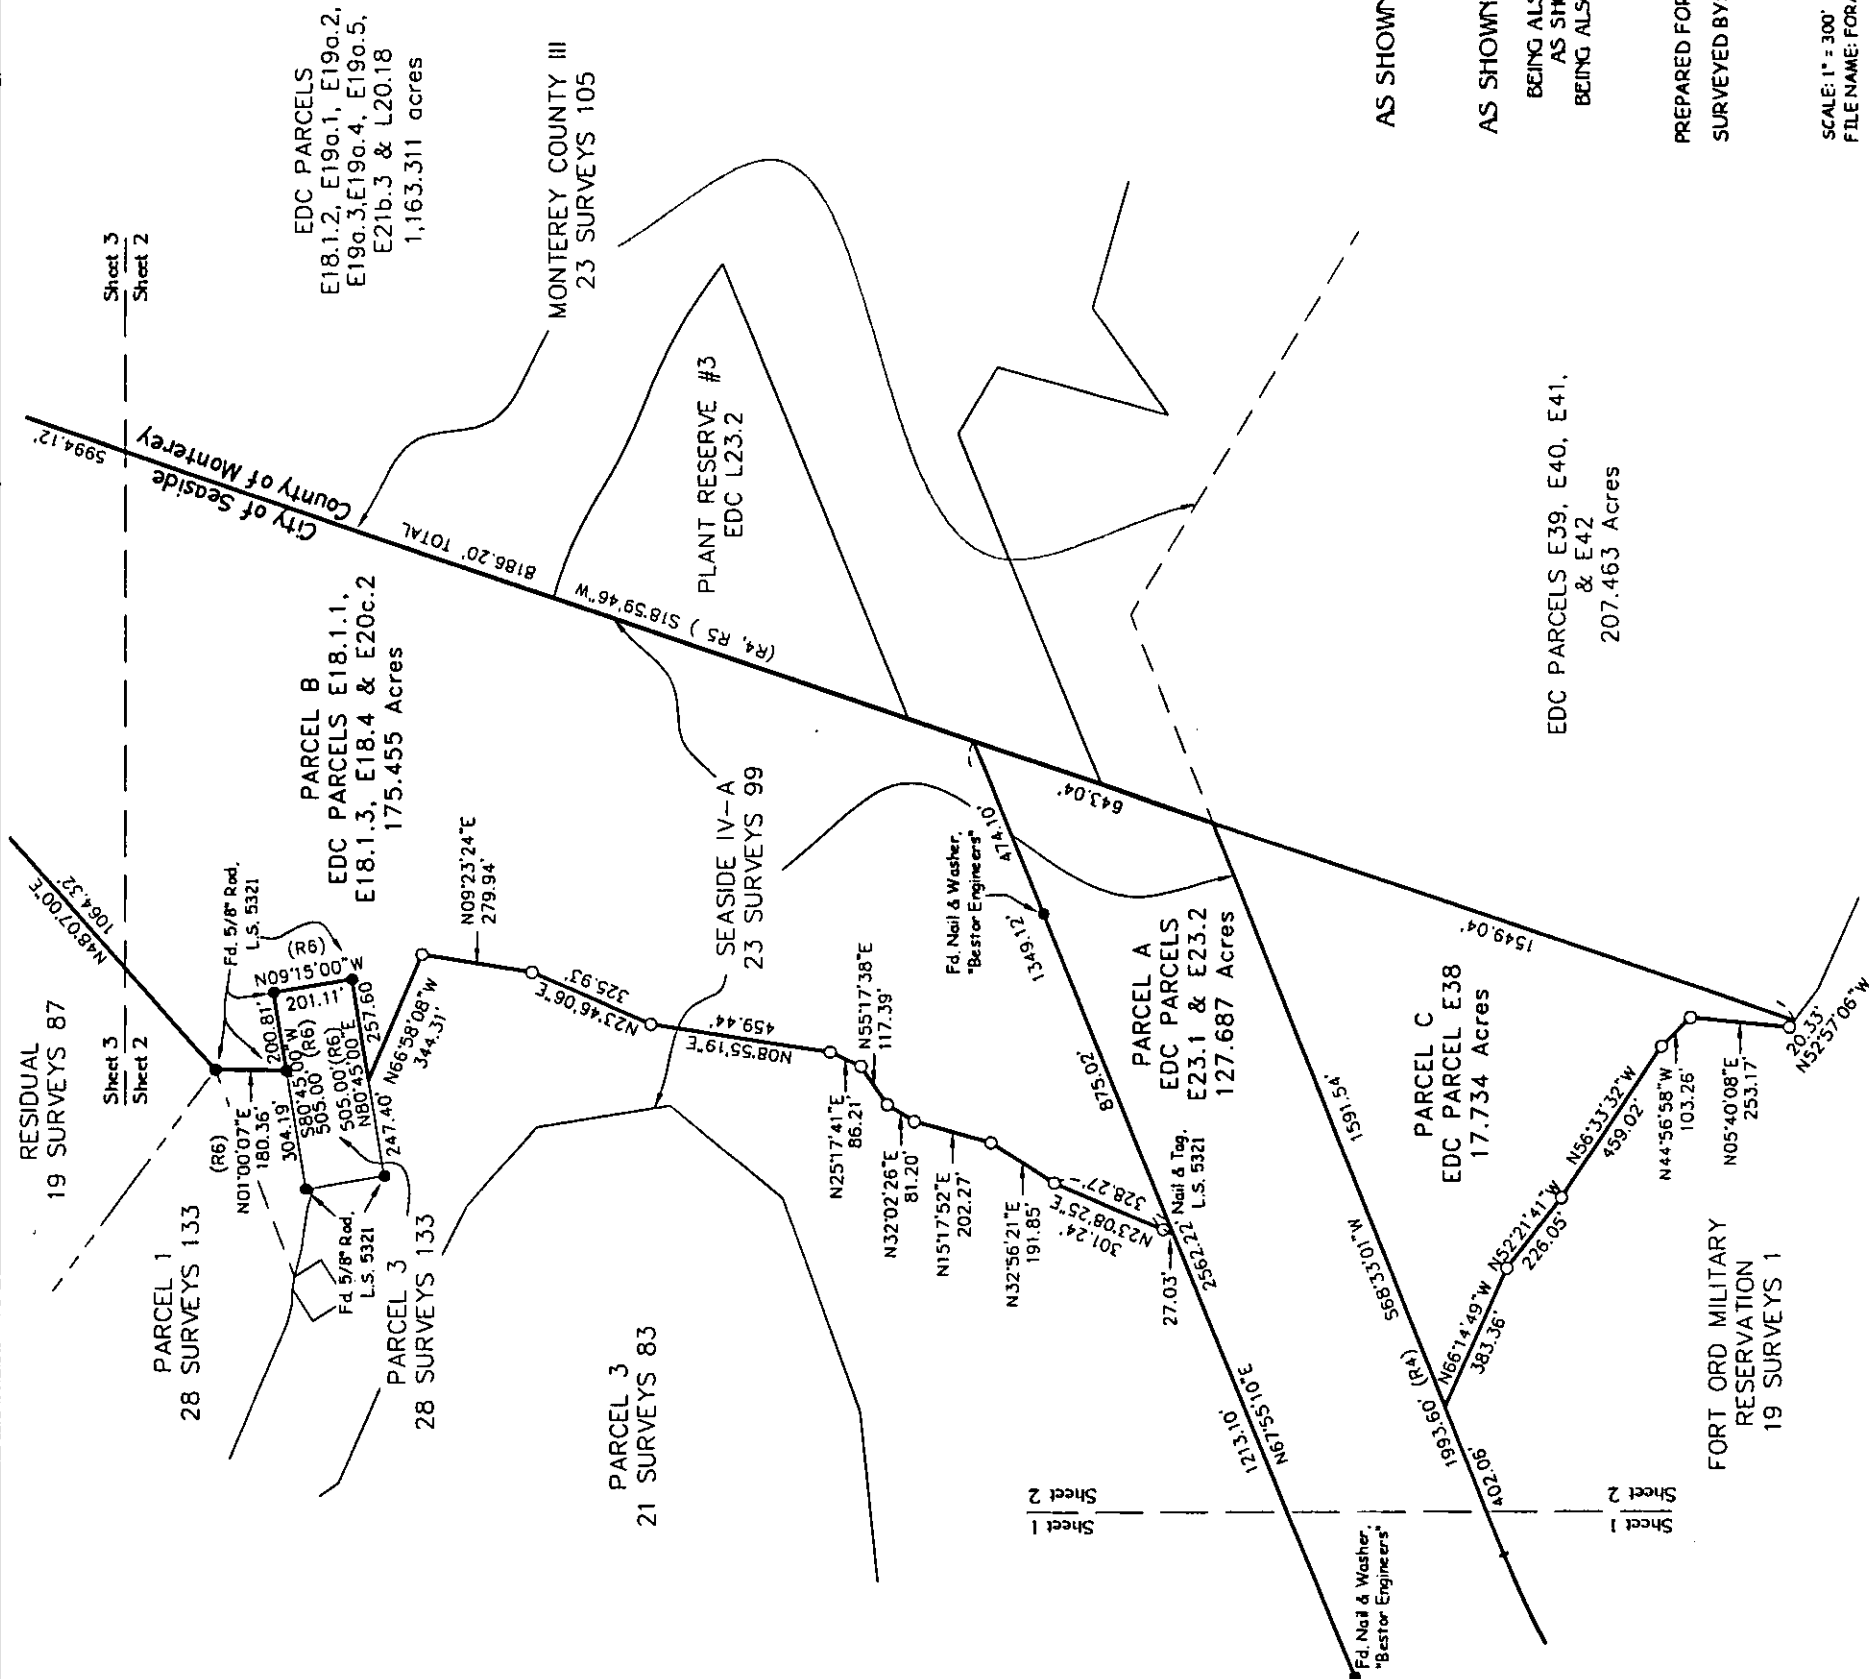 RESIDUAL
19 SURVEYS 87
Sheet 3
Sheet 2
N48°07'00"E
1064.32'
Sheet 3
Sheet 2
5994.12'
City of Seaside
County of Monterey
EDC PARCELS
E18.1.2, E19a.1, E19a.2,
E19a.3,E19a.4, E19a.5,
E21b.3 & L20.18
1,163.311 acres
MONTEREY COUNTY III
23 SURVEYS 105
PARCEL 1
28 SURVEYS 133
(R6)
N01°00'07"E
180.36'
Fd. 5/8" Rod,
L.S. 5321
(R6)
N09°15'00"W
201.11'
200.81'
304.19'
S80°45'00"W
505.00' (R6)
505.00'(R6)
N80°45'00"E
257.60
247.40'
Fd. 5/8" Rod,
L.S. 5321
PARCEL 3
28 SURVEYS 133
PARCEL B
EDC PARCELS E18.1.1,
E18.1.3, E18.4 & E20c.2
175.455 Acres
8186.20' TOTAL
(R4, R5 ) S18°59'46"W
PLANT RESERVE #3
EDC L23.2
N66°58'08"W
344.31'
N09°23'24"E
279.94'
N23°46'06"E
325.93'
N08°55'19"E
459.44'
SEASIDE IV-A
23 SURVEYS 99
PARCEL 3
21 SURVEYS 83
N25°17'41"E
86.21'
N55°17'38"E
117.39'
N32°02'26"E
81.20'
N15°17'52"E
202.27'
N32°56'21"E
191.85'
N23°08'25"E
301.24'
328.27'
27.03'
Nail & Tag,
L.S. 5321
Fd. Nail & Washer,
"Bestor Engineers"
474.10'
1349.12'
875.02'
2562.22'
1213.10'
N67°55'10"E
643.04'
PARCEL A
EDC PARCELS
E23.1 & E23.2
127.687 Acres
Sheet 1
Sheet 2
Sheet 1
Sheet 2
Fd. Nail & Washer,
"Bestor Engineers"
1591.54'
S68°33'01"W
1993.60' (R4)
402.06'
PARCEL C
EDC PARCEL E38
17.734 Acres
1549.04'
N66°14'49"W
383.36'
N52°21'41"W
226.05'
N56°33'32"W
459.02'
N44°56'58"W
103.26'
N05°40'08"E
253.17'
20.33'
N52°57'06"W
FORT ORD MILITARY
RESERVATION
19 SURVEYS 1
EDC PARCELS E39, E40, E41,
& E42
207.463 Acres
AS SHOWN
AS SHOWN
BEING ALS
AS SH
BEING ALS
PREPARED FOR
SURVEYED BY:
SCALE: 1" = 300'
FILE NAME: FORA